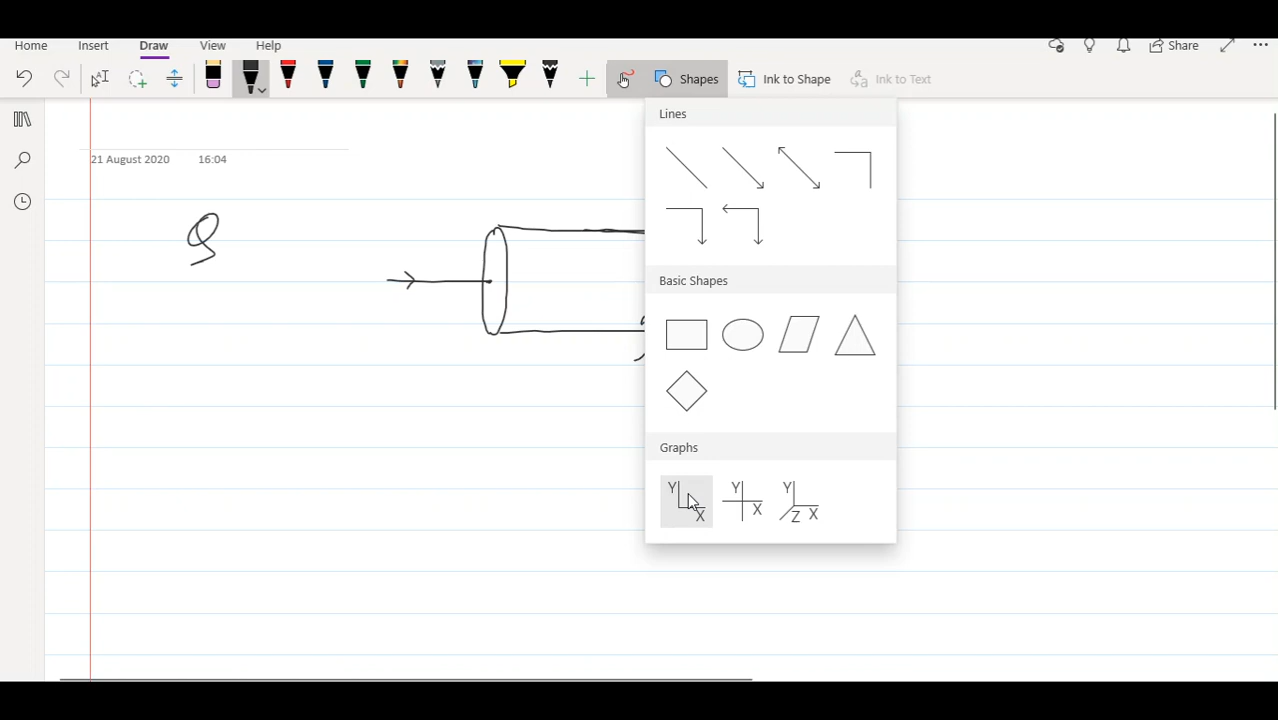 Home Insert Draw View Help
Share
Shapes Ink to Shape Ink to Text
Lines
21 August 2020 16:04
Basic Shapes
Graphs
Y X
Y X
Y Z X